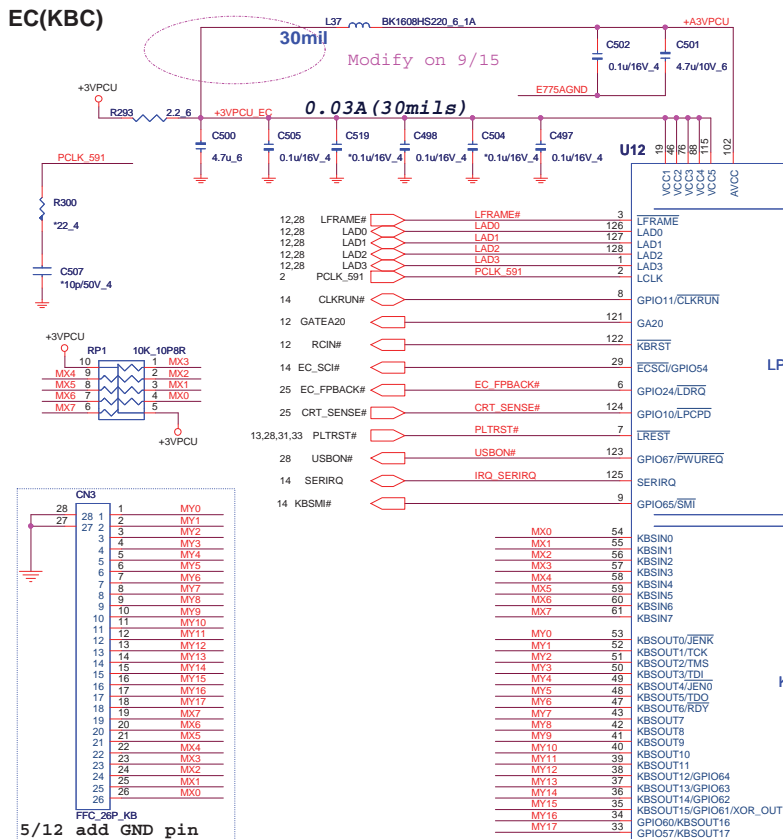 EC(KBC)
L37 BK1608HS220_6_1A
30mil
+A3VPCU
Modify on 9/15
C502
0.1u/16V_4
C501
4.7u/10V_6
E775AGND
+3VPCU
R293 2.2_6
+3VPCU_EC
0.03A(30mils)
C500
4.7u_6
C505
0.1u/16V_4
C519
*0.1u/16V_4
C498
0.1u/16V_4
C504
*0.1u/16V_4
C497
0.1u/16V_4
U12
19 46 76 88 115 102
VCC1 VCC2 VCC3 VCC4 VCC5 AVCC
PCLK_591
R300
*22_4
C507
*10p/50V_4
12,28 LFRAME# LFRAME# 3 LFRAME
12,28 LAD0 LAD0 126 LAD0
12,28 LAD1 LAD1 127 LAD1
12,28 LAD2 LAD2 128 LAD2
12,28 LAD3 LAD3 1 LAD3
2 PCLK_591 PCLK_591 2 LCLK
14 CLKRUN# 8 GPIO11/CLKRUN
12 GATEA20 121 GA20
12 RCIN# 122 KBRST
14 EC_SCI# 29 ECSCI/GPIO54
25 EC_FPBACK# EC_FPBACK# 6 GPIO24/LDRQ
25 CRT_SENSE# CRT_SENSE# 124 GPIO10/LPCPD
13,28,31,33 PLTRST# PLTRST# 7 LREST
28 USBON# 123 GPIO67/PWUREQ
14 SERIRQ IRQ_SERIRQ 125 SERIRQ
14 KBSMI# 9 GPIO65/SMI
LP
+3VPCU
RP1 10K_10P8R
10 1 MX3
MX4 9 2 MX2
MX5 8 3 MX1
MX6 7 4 MX0
MX7 6 5
+3VPCU
CN3
28 28 1 1 MY0
27 27 2 2 MY1
3 3 MY2
4 4 MY3
5 5 MY4
6 6 MY5
7 7 MY6
8 8 MY7
9 9 MY8
10 10 MY9
11 11 MY10
12 12 MY11
13 13 MY12
14 14 MY13
15 15 MY14
16 16 MY15
17 17 MY16
18 18 MY17
19 19 MX7
20 20 MX6
21 21 MX5
22 22 MX4
23 23 MX3
24 24 MX2
25 25 MX1
26 26 MX0
FFC_26P_KB
5/12 add GND pin
MX0 54 KBSIN0
MX1 55 KBSIN1
MX2 56 KBSIN2
MX3 57 KBSIN3
MX4 58 KBSIN4
MX5 59 KBSIN5
MX6 60 KBSIN6
MX7 61 KBSIN7
MY0 53 KBSOUT0/JENK
MY1 52 KBSOUT1/TCK
MY2 51 KBSOUT2/TMS
MY3 50 KBSOUT3/TDI
MY4 49 KBSOUT4/JEN0
MY5 48 KBSOUT5/TDO
MY6 47 KBSOUT6/RDY
MY7 43 KBSOUT7
MY8 42 KBSOUT8
MY9 41 KBSOUT9
MY10 40 KBSOUT10
MY11 39 KBSOUT11
MY12 38 KBSOUT12/GPIO64
MY13 37 KBSOUT13/GPIO63
MY14 36 KBSOUT14/GPIO62
MY15 35 KBSOUT15/GPIO61/XOR_OUT
MY16 34 GPIO60/KBSOUT16
MY17 33 GPIO57/KBSOUT17